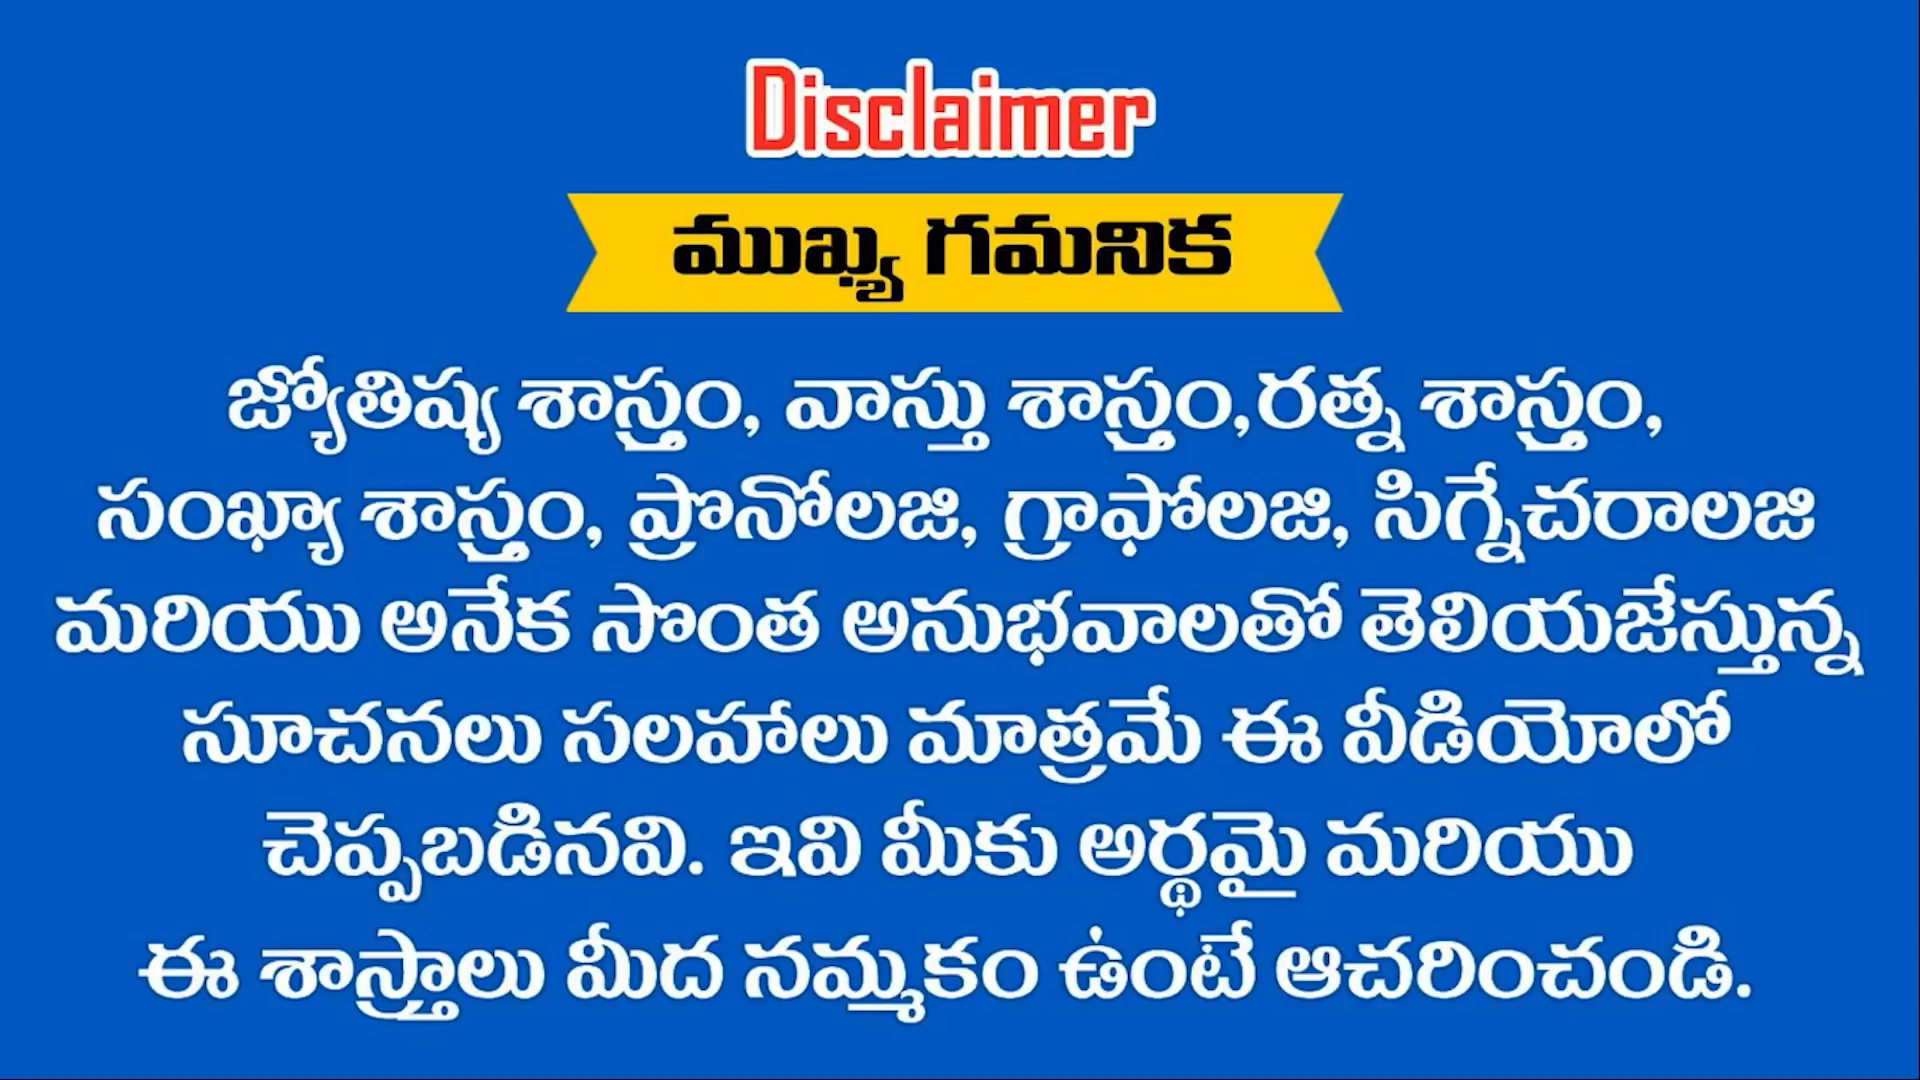 Disclaimer
ముఖ్య గమనిక
జ్యోతిష్య శాస్త్రం, వాస్తు శాస్త్రం,రత్న శాస్త్రం,
సంఖ్యా శాస్త్రం, ప్రొనోలజి, గ్రాఫోలజి, సిగ్నేచరాలజి
మరియు అనేక సొంత అనుభవాలతో తెలియజేస్తున్న
సూచనలు సలహాలు మాత్రమే ఈ వీడియోలో
చెప్పబడినవి. ఇవి మీకు అర్థమై మరియు
ఈ శాస్త్రాలు మీద నమ్మకం ఉంటే ఆచరించండి.